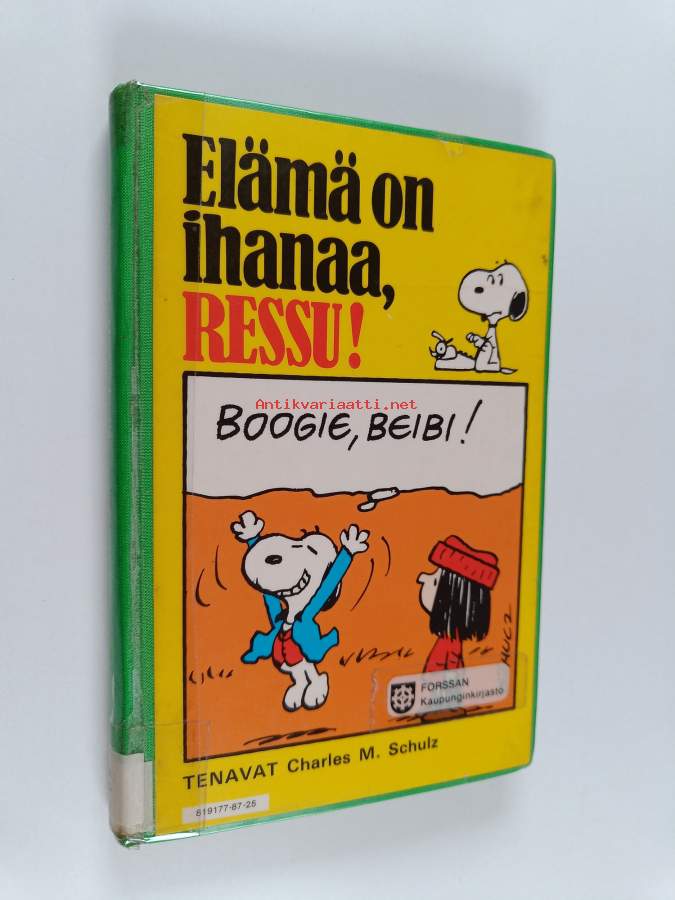 Elämä on
ihanaa,
RESSU!
Antikvariaatti.net
BOOGIE, BEIBI!
FORSSAN
Kaupunginkirjasto
TENAVAT Charles M. Schulz
819177-87-25